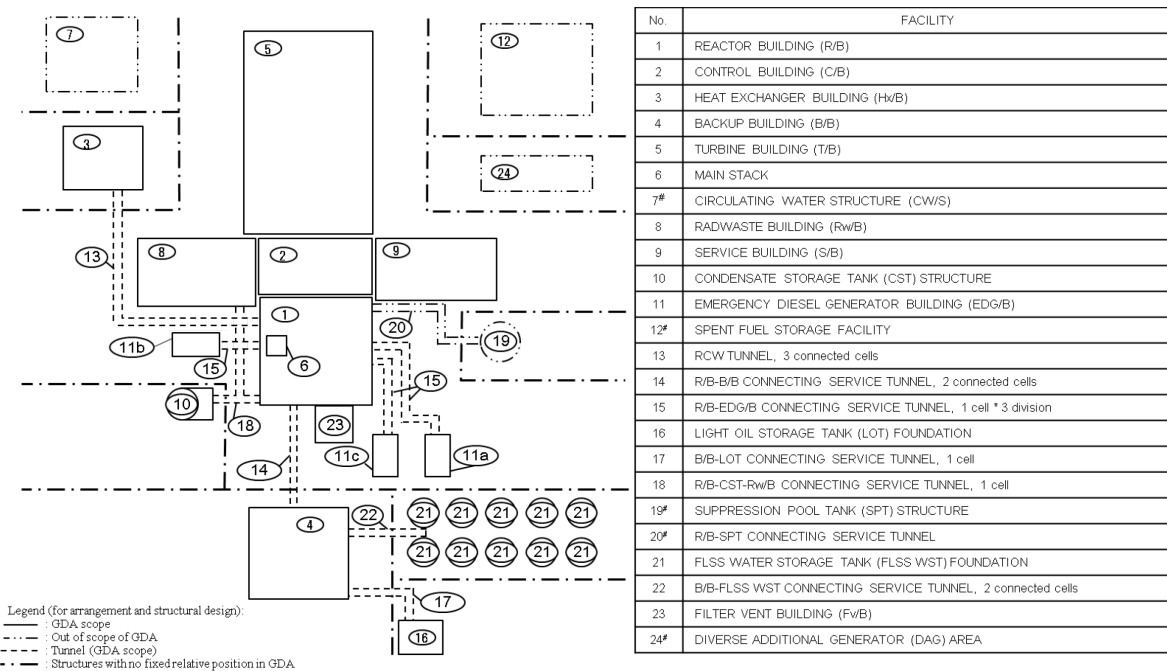 7
5
12
3
24
13
8
2
9
1
20
19
11b
15
6
15
10
18
23
11c
11a
14
4
22
21 21 21 21 21
21 21 21 21 21
17
16
Legend (for arrangement and structural design):
: GDA scope
: Out of scope of GDA
: Tunnel (GDA scope)
: Structures with no fixed relative position in GDA
No. FACILITY
1 REACTOR BUILDING (R/B)
2 CONTROL BUILDING (C/B)
3 HEAT EXCHANGER BUILDING (Hx/B)
4 BACKUP BUILDING (B/B)
5 TURBINE BUILDING (T/B)
6 MAIN STACK
7# CIRCULATING WATER STRUCTURE (CW/S)
8 RADWASTE BUILDING (Rw/B)
9 SERVICE BUILDING (S/B)
10 CONDENSATE STORAGE TANK (CST) STRUCTURE
11 EMERGENCY DIESEL GENERATOR BUILDING (EDG/B)
12# SPENT FUEL STORAGE FACILITY
13 RCW TUNNEL, 3 connected cells
14 R/B-B/B CONNECTING SERVICE TUNNEL, 2 connected cells
15 R/B-EDG/B CONNECTING SERVICE TUNNEL, 1 cell * 3 division
16 LIGHT OIL STORAGE TANK (LOT) FOUNDATION
17 B/B-LOT CONNECTING SERVICE TUNNEL, 1 cell
18 R/B-CST-Rw/B CONNECTING SERVICE TUNNEL, 1 cell
19# SUPPRESSION POOL TANK (SPT) STRUCTURE
20# R/B-SPT CONNECTING SERVICE TUNNEL
21 FLSS WATER STORAGE TANK (FLSS WST) FOUNDATION
22 B/B-FLSS WST CONNECTING SERVICE TUNNEL, 2 connected cells
23 FILTER VENT BUILDING (Fv/B)
24# DIVERSE ADDITIONAL GENERATOR (DAG) AREA